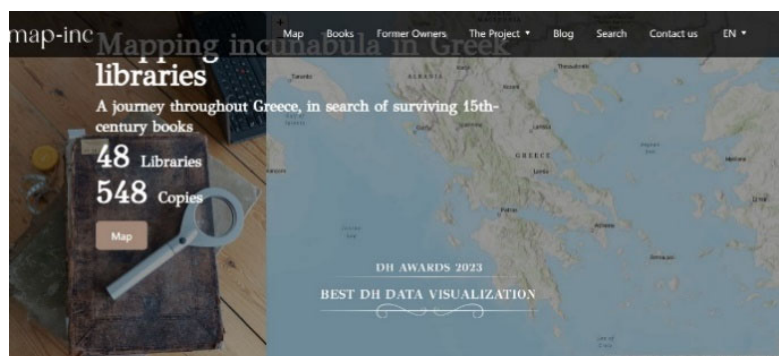 map-inc
Map
Books
Former Owners
The Project
Blog
Search
Contact us
EN
Mapping incunabula in Greek
libraries
A journey throughout Greece, in search of surviving 15th-
century books
48 Libraries
548 Copies
Map
GREECE
Patras
DH AWARDS 2023
BEST DH DATA VISUALIZATION